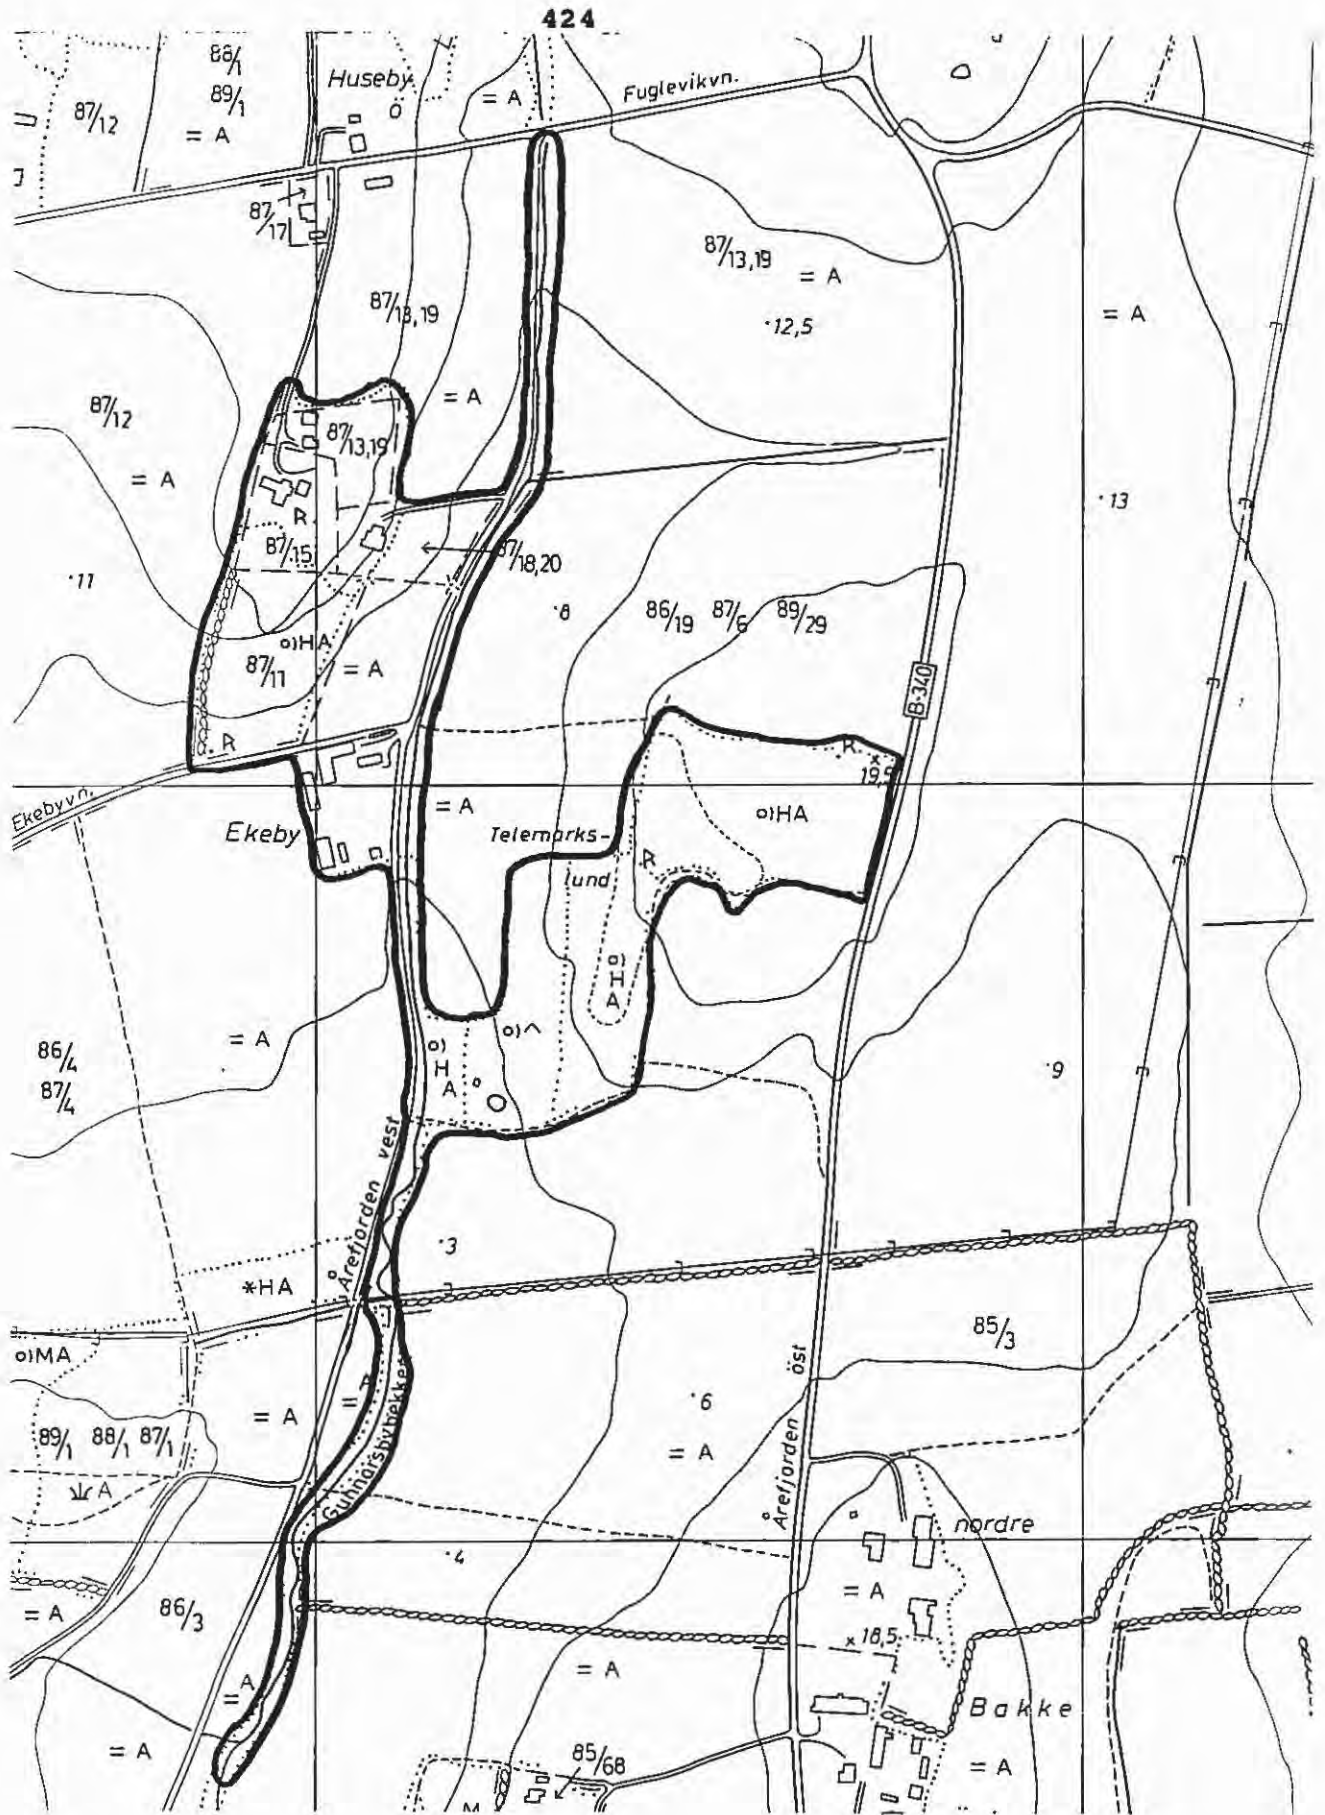 424
88/1
89/1
= A
87/12
Huseby
= A
Fuglevikvn.
87/17
87/13,19
= A
87/13,19
= A
12,5
= A
87/12
= A
= A
87/13,19
13
R
87/15
87/18,20
11
8
86/19 87/6 89/29
HA
87/11
= A
B-340
R
R
19,5
Ekebyvn.
= A
HA
Ekeby
Telemarks-
lund
R
HA
= A
86/4
87/4
HA
9
Årefjorden vest
3
HA
MA
85/3
= A
= A
6
= A
89/1 88/1 87/1
A
Årefjorden öst
nordre
4
= A
= A
86/3
18,5
= A
= A
Bakke
= A
85/68
= A
M